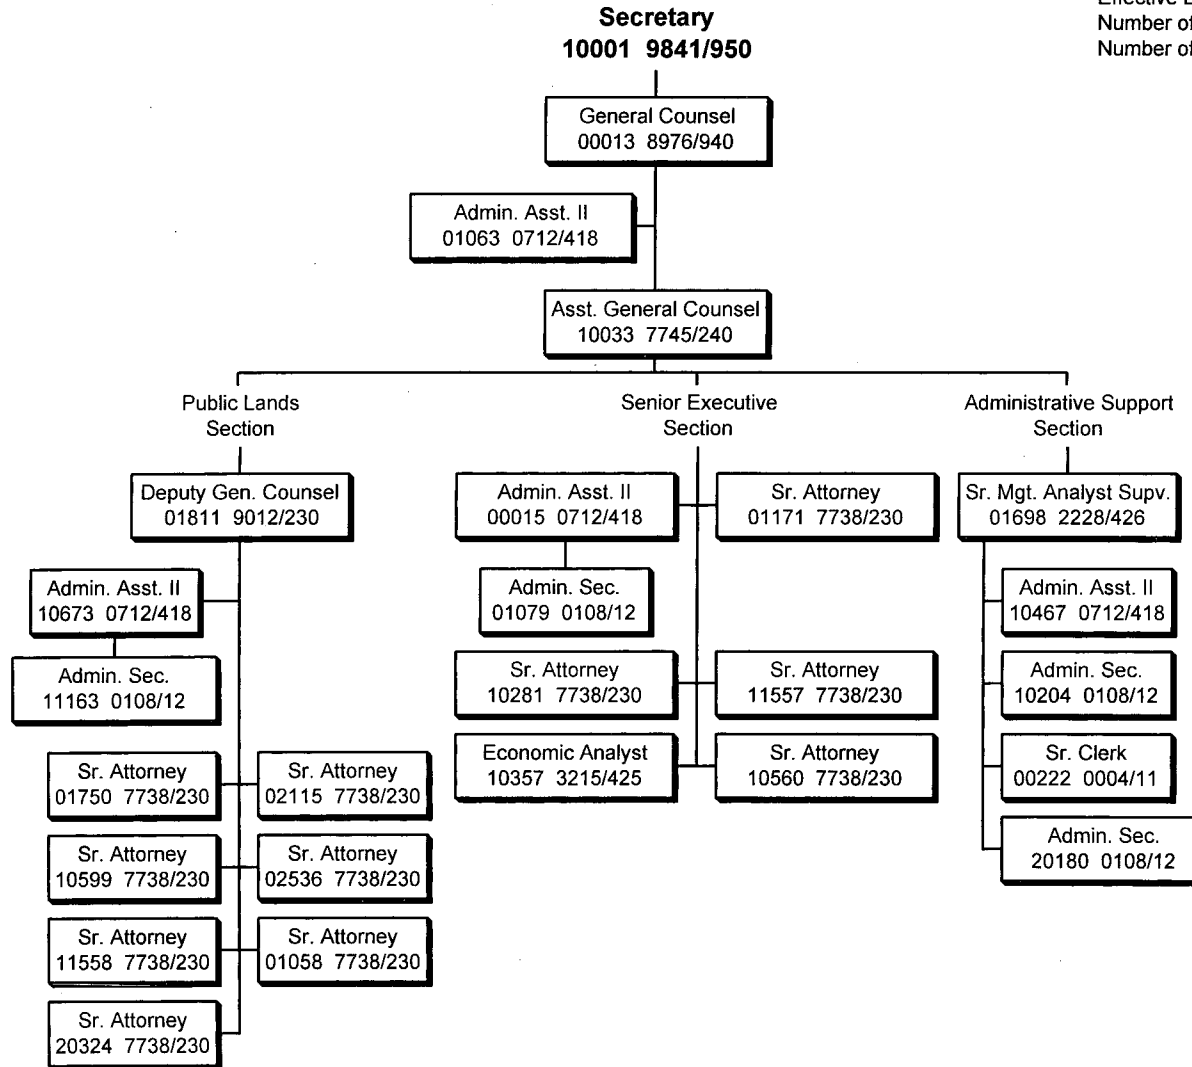 Number of
Number of
Secretary
10001 9841/950
General Counsel
00013 8976/940
Admin. Asst. II
01063 0712/418
Asst. General Counsel
10033 7745/240
Public Lands
Section
Deputy Gen. Counsel
01811 9012/230
Admin. Asst. II
10673 0712/418
Admin. Sec.
11163 0108/12
Sr. Attorney
01750 7738/230
Sr. Attorney
02115 7738/230
Sr. Attorney
10599 7738/230
Sr. Attorney
02536 7738/230
Sr. Attorney
11558 7738/230
Sr. Attorney
01058 7738/230
Sr. Attorney
20324 7738/230
Senior Executive
Section
Admin. Asst. II
00015 0712/418
Sr. Attorney
01171 7738/230
Admin. Sec.
01079 0108/12
Sr. Attorney
10281 7738/230
Sr. Attorney
11557 7738/230
Economic Analyst
10357 3215/425
Sr. Attorney
10560 7738/230
Administrative Support
Section
Sr. Mgt. Analyst Supv.
01698 2228/426
Admin. Asst. II
10467 0712/418
Admin. Sec.
10204 0108/12
Sr. Clerk
00222 0004/11
Admin. Sec.
20180 0108/12